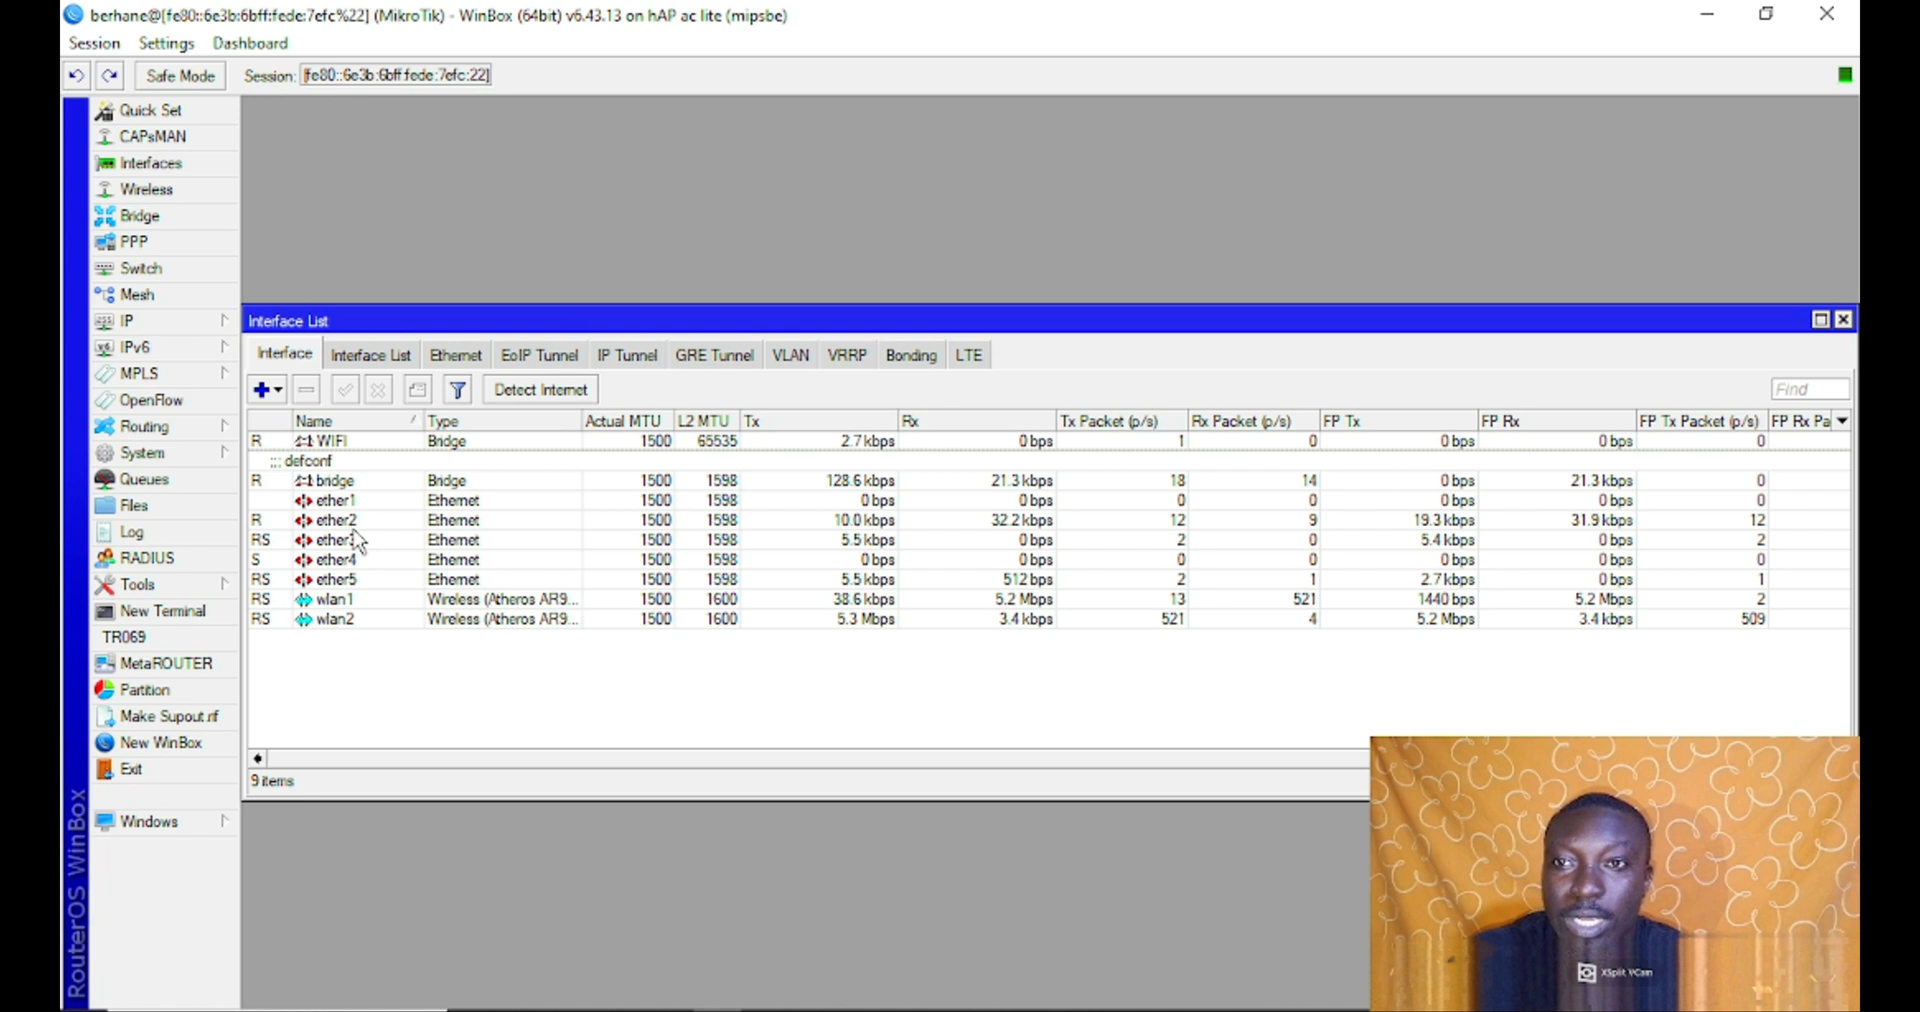 berhane@[fe80::6e3b:6bff:fede:7efc%22] (MikroTik) - WinBox (64bit) v6.43.13 on hAP ac lite (mipsbe)
Session Settings Dashboard
Safe Mode Session: [fe80::6e3b:6bff:fede:7efc:22]
Quick Set
CAPsMAN
Interfaces
Wireless
Bridge
PPP
Switch
Mesh
IP
IPv6
MPLS
OpenFlow
Routing
System
Queues
Files
Log
RADIUS
Tools
New Terminal
TR069
MetaROUTER
Partition
Make Supout.rif
New WinBox
Exit
Windows
RouterOS WinBox
Interface List
Interface Interface List Ethernet EoIP Tunnel IP Tunnel GRE Tunnel VLAN VRRP Bonding LTE
Detect Internet Find
Name Type Actual MTU L2 MTU Tx Rx Tx Packet (p/s) Rx Packet (p/s) FP Tx FP Rx FP Tx Packet (p/s) FP Rx Pa
R WIFI Bridge 1500 65535 2.7 kbps 0 bps 1 0 0 bps 0 bps 0
::: defconf
R bridge Bridge 1500 1598 128.6 kbps 21.3 kbps 18 14 0 bps 21.3 kbps 0
ether1 Ethernet 1500 1598 0 bps 0 bps 0 0 0 bps 0 bps 0
R ether2 Ethernet 1500 1598 10.0 kbps 32.2 kbps 12 9 19.3 kbps 31.9 kbps 12
RS ether3 Ethernet 1500 1598 5.5 kbps 0 bps 2 0 5.4 kbps 0 bps 2
S ether4 Ethernet 1500 1598 0 bps 0 bps 0 0 0 bps 0 bps 0
RS ether5 Ethernet 1500 1598 5.5 kbps 512 bps 2 1 2.7 kbps 0 bps 1
RS wlan1 Wireless (Atheros AR9... 1500 1600 38.6 kbps 5.2 Mbps 13 521 1440 bps 5.2 Mbps 2
RS wlan2 Wireless (Atheros AR9... 1500 1600 5.3 Mbps 3.4 kbps 521 4 5.2 Mbps 3.4 kbps 509
9 items
XSplit VCam